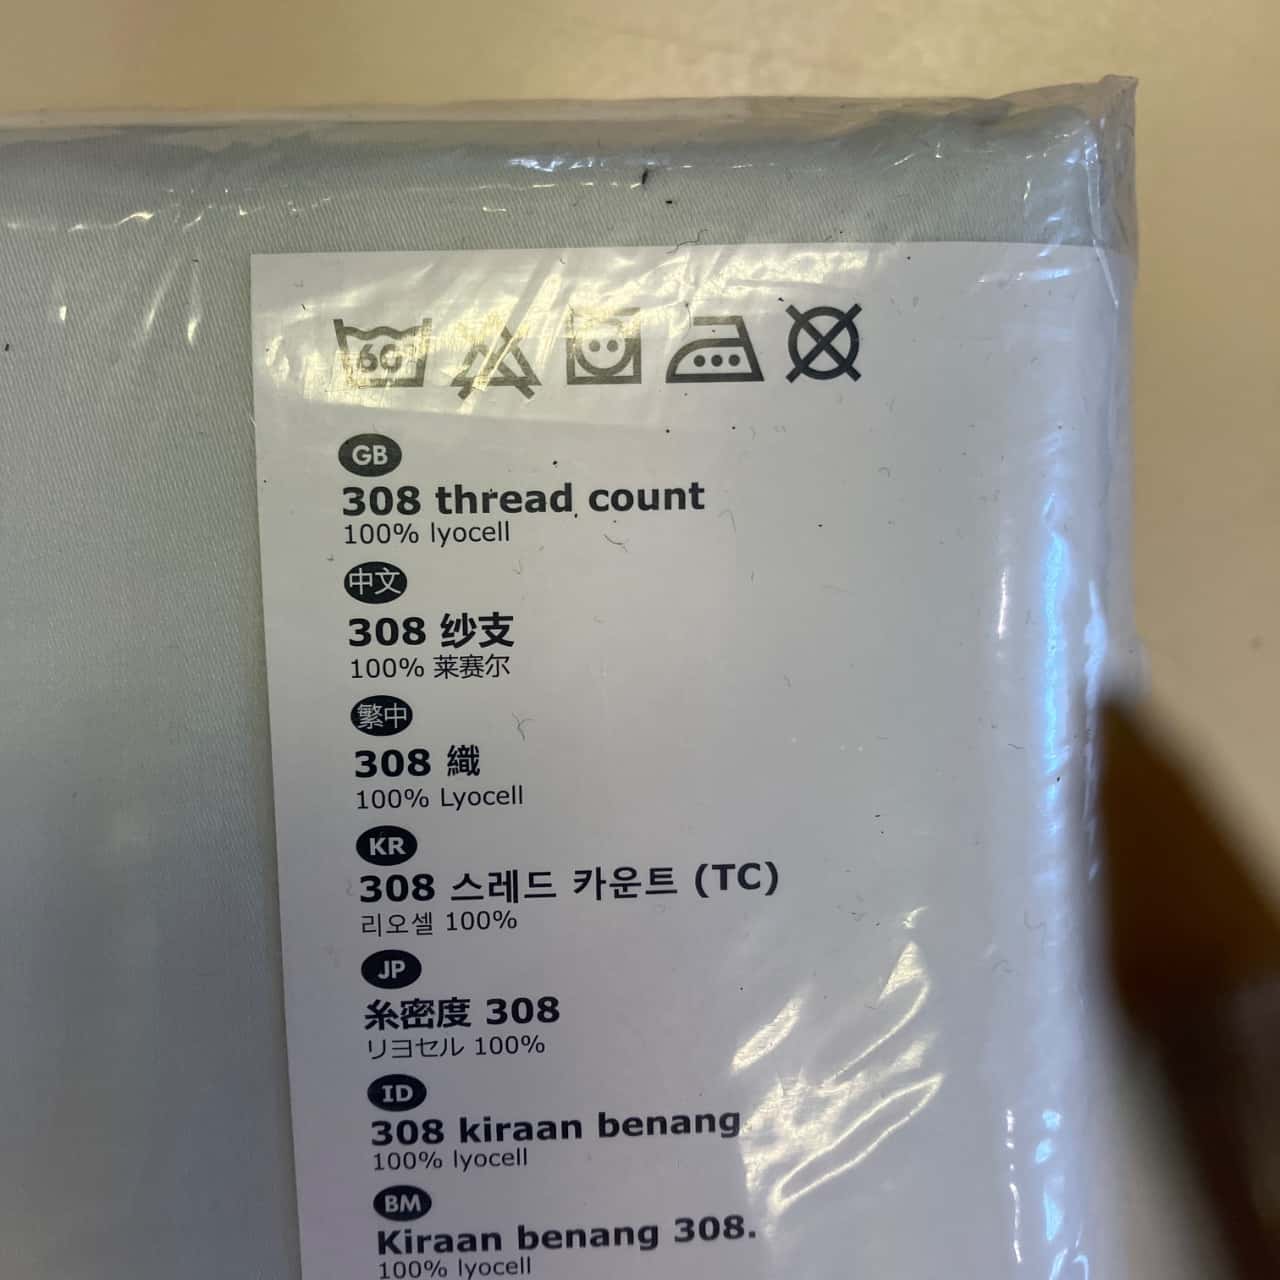 60
GB
308 thread count
100% lyocell
中文
308 纱支
100% 莱赛尔
繁中
308 織
100% Lyocell
KR
308 스레드 카운트 (TC)
리오셀 100%
JP
糸密度 308
リヨセル 100%
ID
308 kiraan benang
100% lyocell
BM
Kiraan benang 308.
100% lyocell